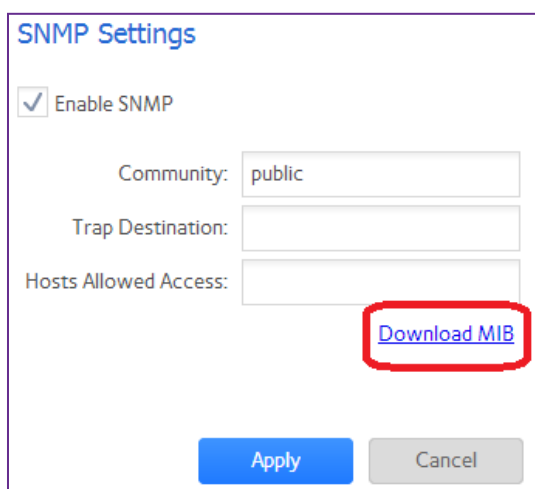 SNMP Settings
Enable SNMP
Community: public
Trap Destination:
Hosts Allowed Access:
Download MIB
Apply Cancel